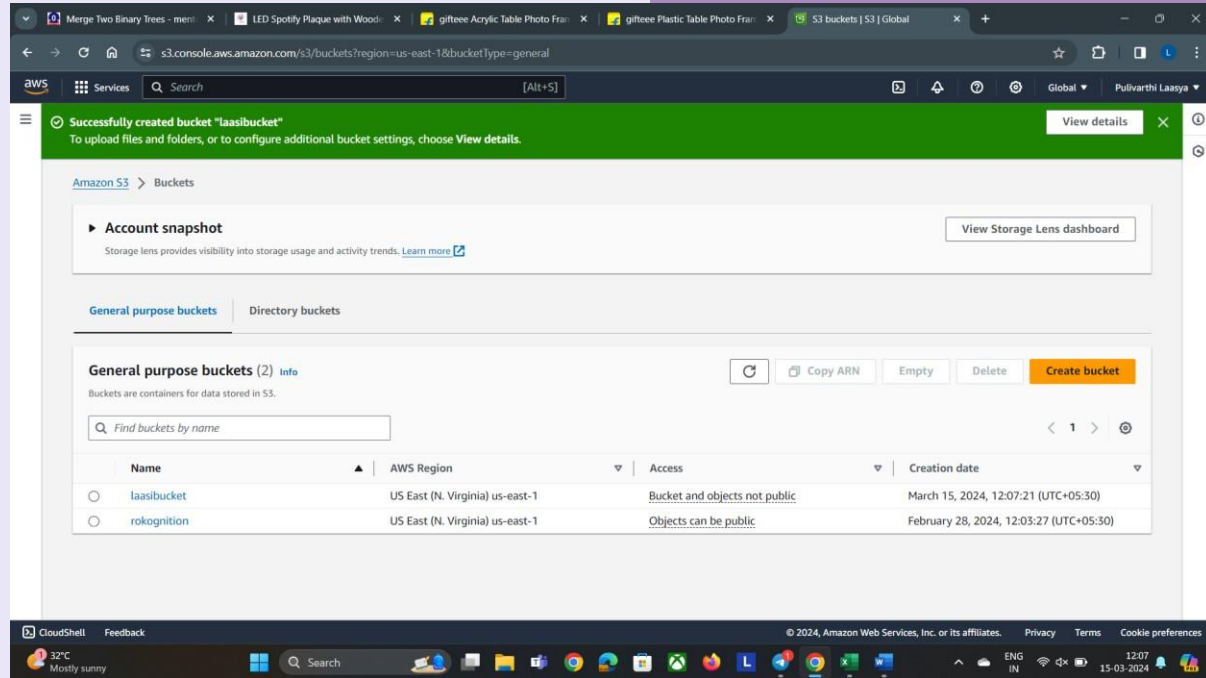 Merge Two Binary Trees - ment
LED Spotify Plaque with Woode
gifteee Acrylic Table Photo Fram
gifteee Plastic Table Photo Fram
S3 buckets | S3 | Global
s3.console.aws.amazon.com/s3/buckets?region=us-east-1&bucketType=general
L
aws
Services
Search
[Alt+S]
Global
Pulivarthi Laasya
Successfully created bucket "laasibucket"
To upload files and folders, or to configure additional bucket settings, choose View details.
View details
Amazon S3 > Buckets
Account snapshot
Storage lens provides visibility into storage usage and activity trends. Learn more
View Storage Lens dashboard
General purpose buckets
Directory buckets
General purpose buckets (2) Info
Buckets are containers for data stored in S3.
Copy ARN
Empty
Delete
Create bucket
Find buckets by name
< 1 >
Name AWS Region Access Creation date
laasibucket US East (N. Virginia) us-east-1 Bucket and objects not public March 15, 2024, 12:07:21 (UTC+05:30)
rokognition US East (N. Virginia) us-east-1 Objects can be public February 28, 2024, 12:03:27 (UTC+05:30)
CloudShell Feedback
© 2024, Amazon Web Services, Inc. or its affiliates. Privacy Terms Cookie preferences
1
32°C
Mostly sunny
Search
L
ENG
IN
12:07
15-03-2024